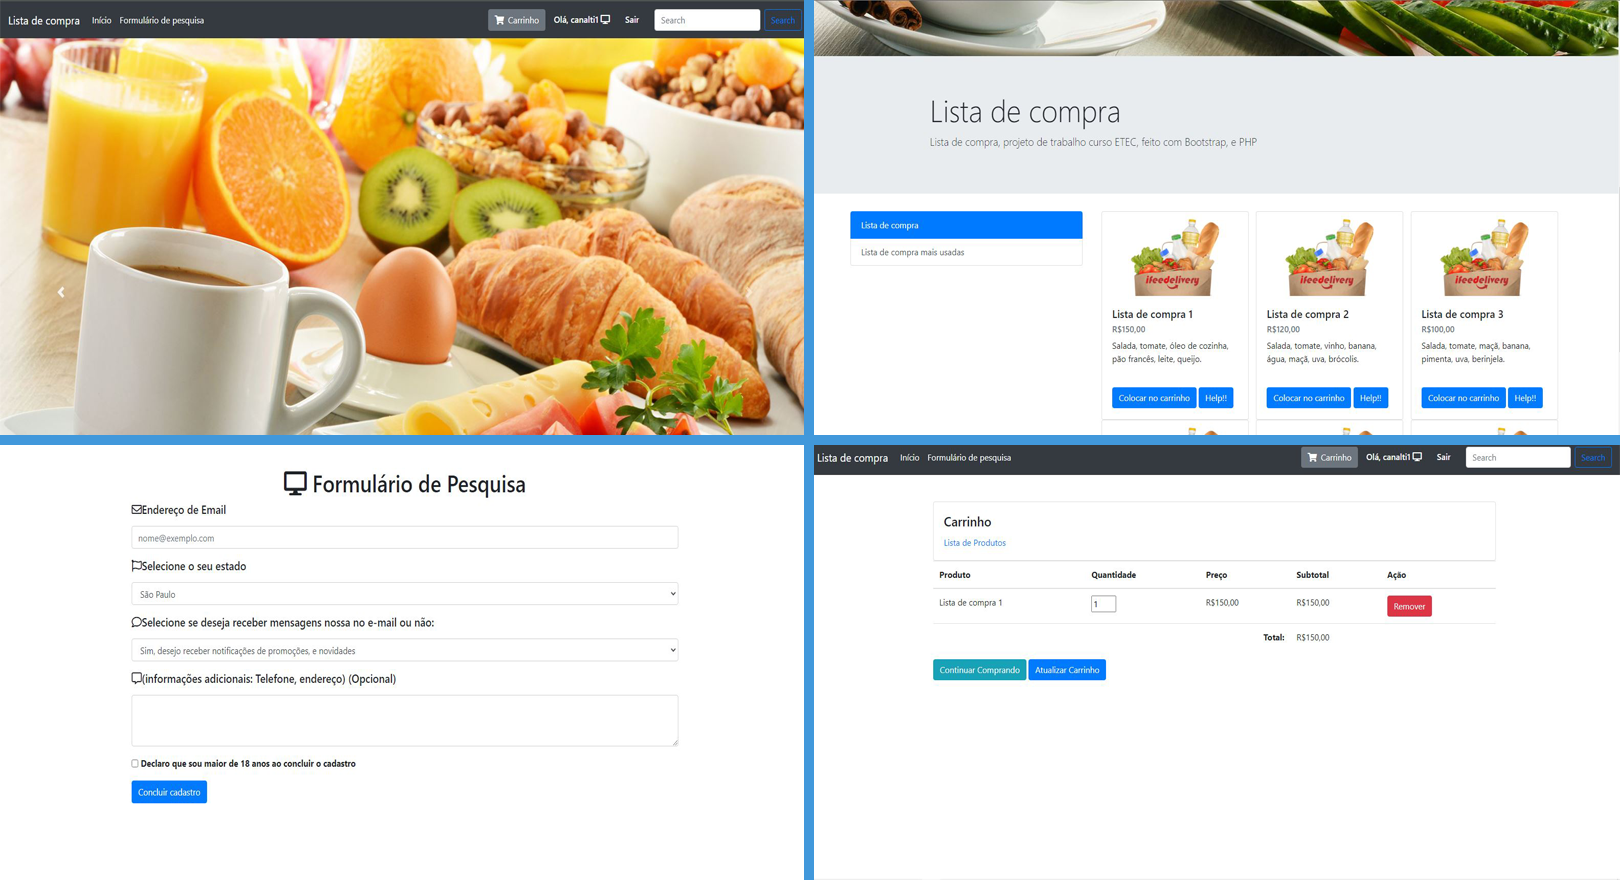 Lista de compra Início Formulário de pesquisa Carrinho Olá, canalti1 Sair Search Search
Lista de compra
Lista de compra, projeto de trabalho curso ETEC, feito com Bootstrap, e PHP
Lista de compra
Lista de compra mais usadas
ifeedelivery
Lista de compra 1
R$150,00
Salada, tomate, óleo de cozinha,
pão francês, leite, queijo.
Colocar no carrinho Help!!
ifeedelivery
Lista de compra 2
R$120,00
Salada, tomate, vinho, banana,
água, maçã, uva, brócolis.
Colocar no carrinho Help!!
ifeedelivery
Lista de compra 3
R$100,00
Salada, tomate, maçã, banana,
pimenta, uva, berinjela.
Colocar no carrinho Help!!
Formulário de Pesquisa
Endereço de Email
nome@exemplo.com
Selecione o seu estado
São Paulo
Selecione se deseja receber mensagens nossa no e-mail ou não:
Sim, desejo receber notificações de promoções, e novidades
(informações adicionais: Telefone, endereço) (Opcional)
Declaro que sou maior de 18 anos ao concluir o cadastro
Concluir cadastro
Lista de compra Início Formulário de pesquisa Carrinho Olá, canalti1 Sair Search Search
Carrinho
Lista de Produtos
Produto Quantidade Preço Subtotal Ação
Lista de compra 1 1 R$150,00 R$150,00 Remover
Total: R$150,00
Continuar Comprando Atualizar Carrinho